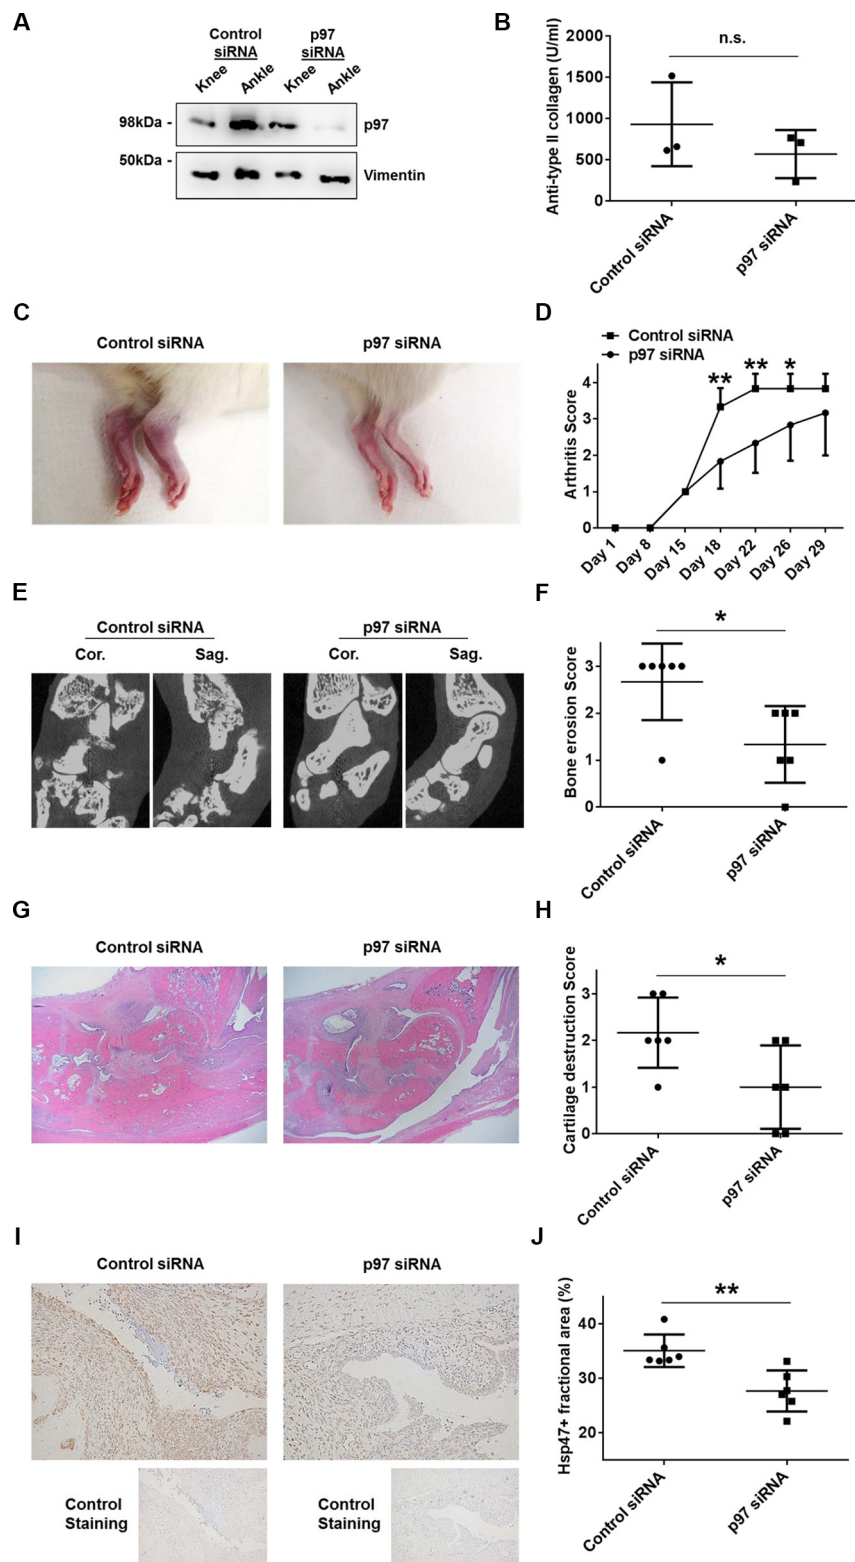 A
Control siRNA
p97 siRNA
Knee
Ankle
Knee
Ankle
98kDa -
p97
50kDa -
Vimentin
B
n.s.
Anti-type II collagen (U/ml)
2000
1500
1000
500
0
Control siRNA
p97 siRNA
C
Control siRNA
p97 siRNA
D
Control siRNA
p97 siRNA
** ** *
Arthritis Score
4
3
2
1
0
Day 1
Day 8
Day 15
Day 18
Day 22
Day 26
Day 29
E
Control siRNA
p97 siRNA
Cor.
Sag.
Cor.
Sag.
F
*
Bone erosion Score
3
2
1
0
Control siRNA
p97 siRNA
G
Control siRNA
p97 siRNA
H
*
Cartilage destruction Score
3
2
1
0
Control siRNA
p97 siRNA
I
Control siRNA
p97 siRNA
Control
Staining
Control
Staining
J
**
Hsp47+ fractional area (%)
40
30
20
Control siRNA
p97 siRNA